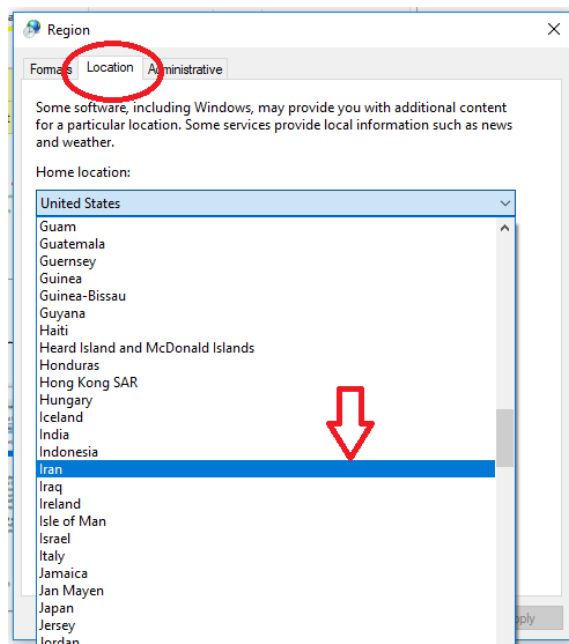 Region
Formats Location Administrative
Some software, including Windows, may provide you with additional content
for a particular location. Some services provide local information such as news
and weather.
Home location:
United States
Guam
Guatemala
Guernsey
Guinea
Guinea-Bissau
Guyana
Haiti
Heard Island and McDonald Islands
Honduras
Hong Kong SAR
Hungary
Iceland
India
Indonesia
Iran
Iraq
Ireland
Isle of Man
Israel
Italy
Jamaica
Jan Mayen
Japan
Jersey
Jordan